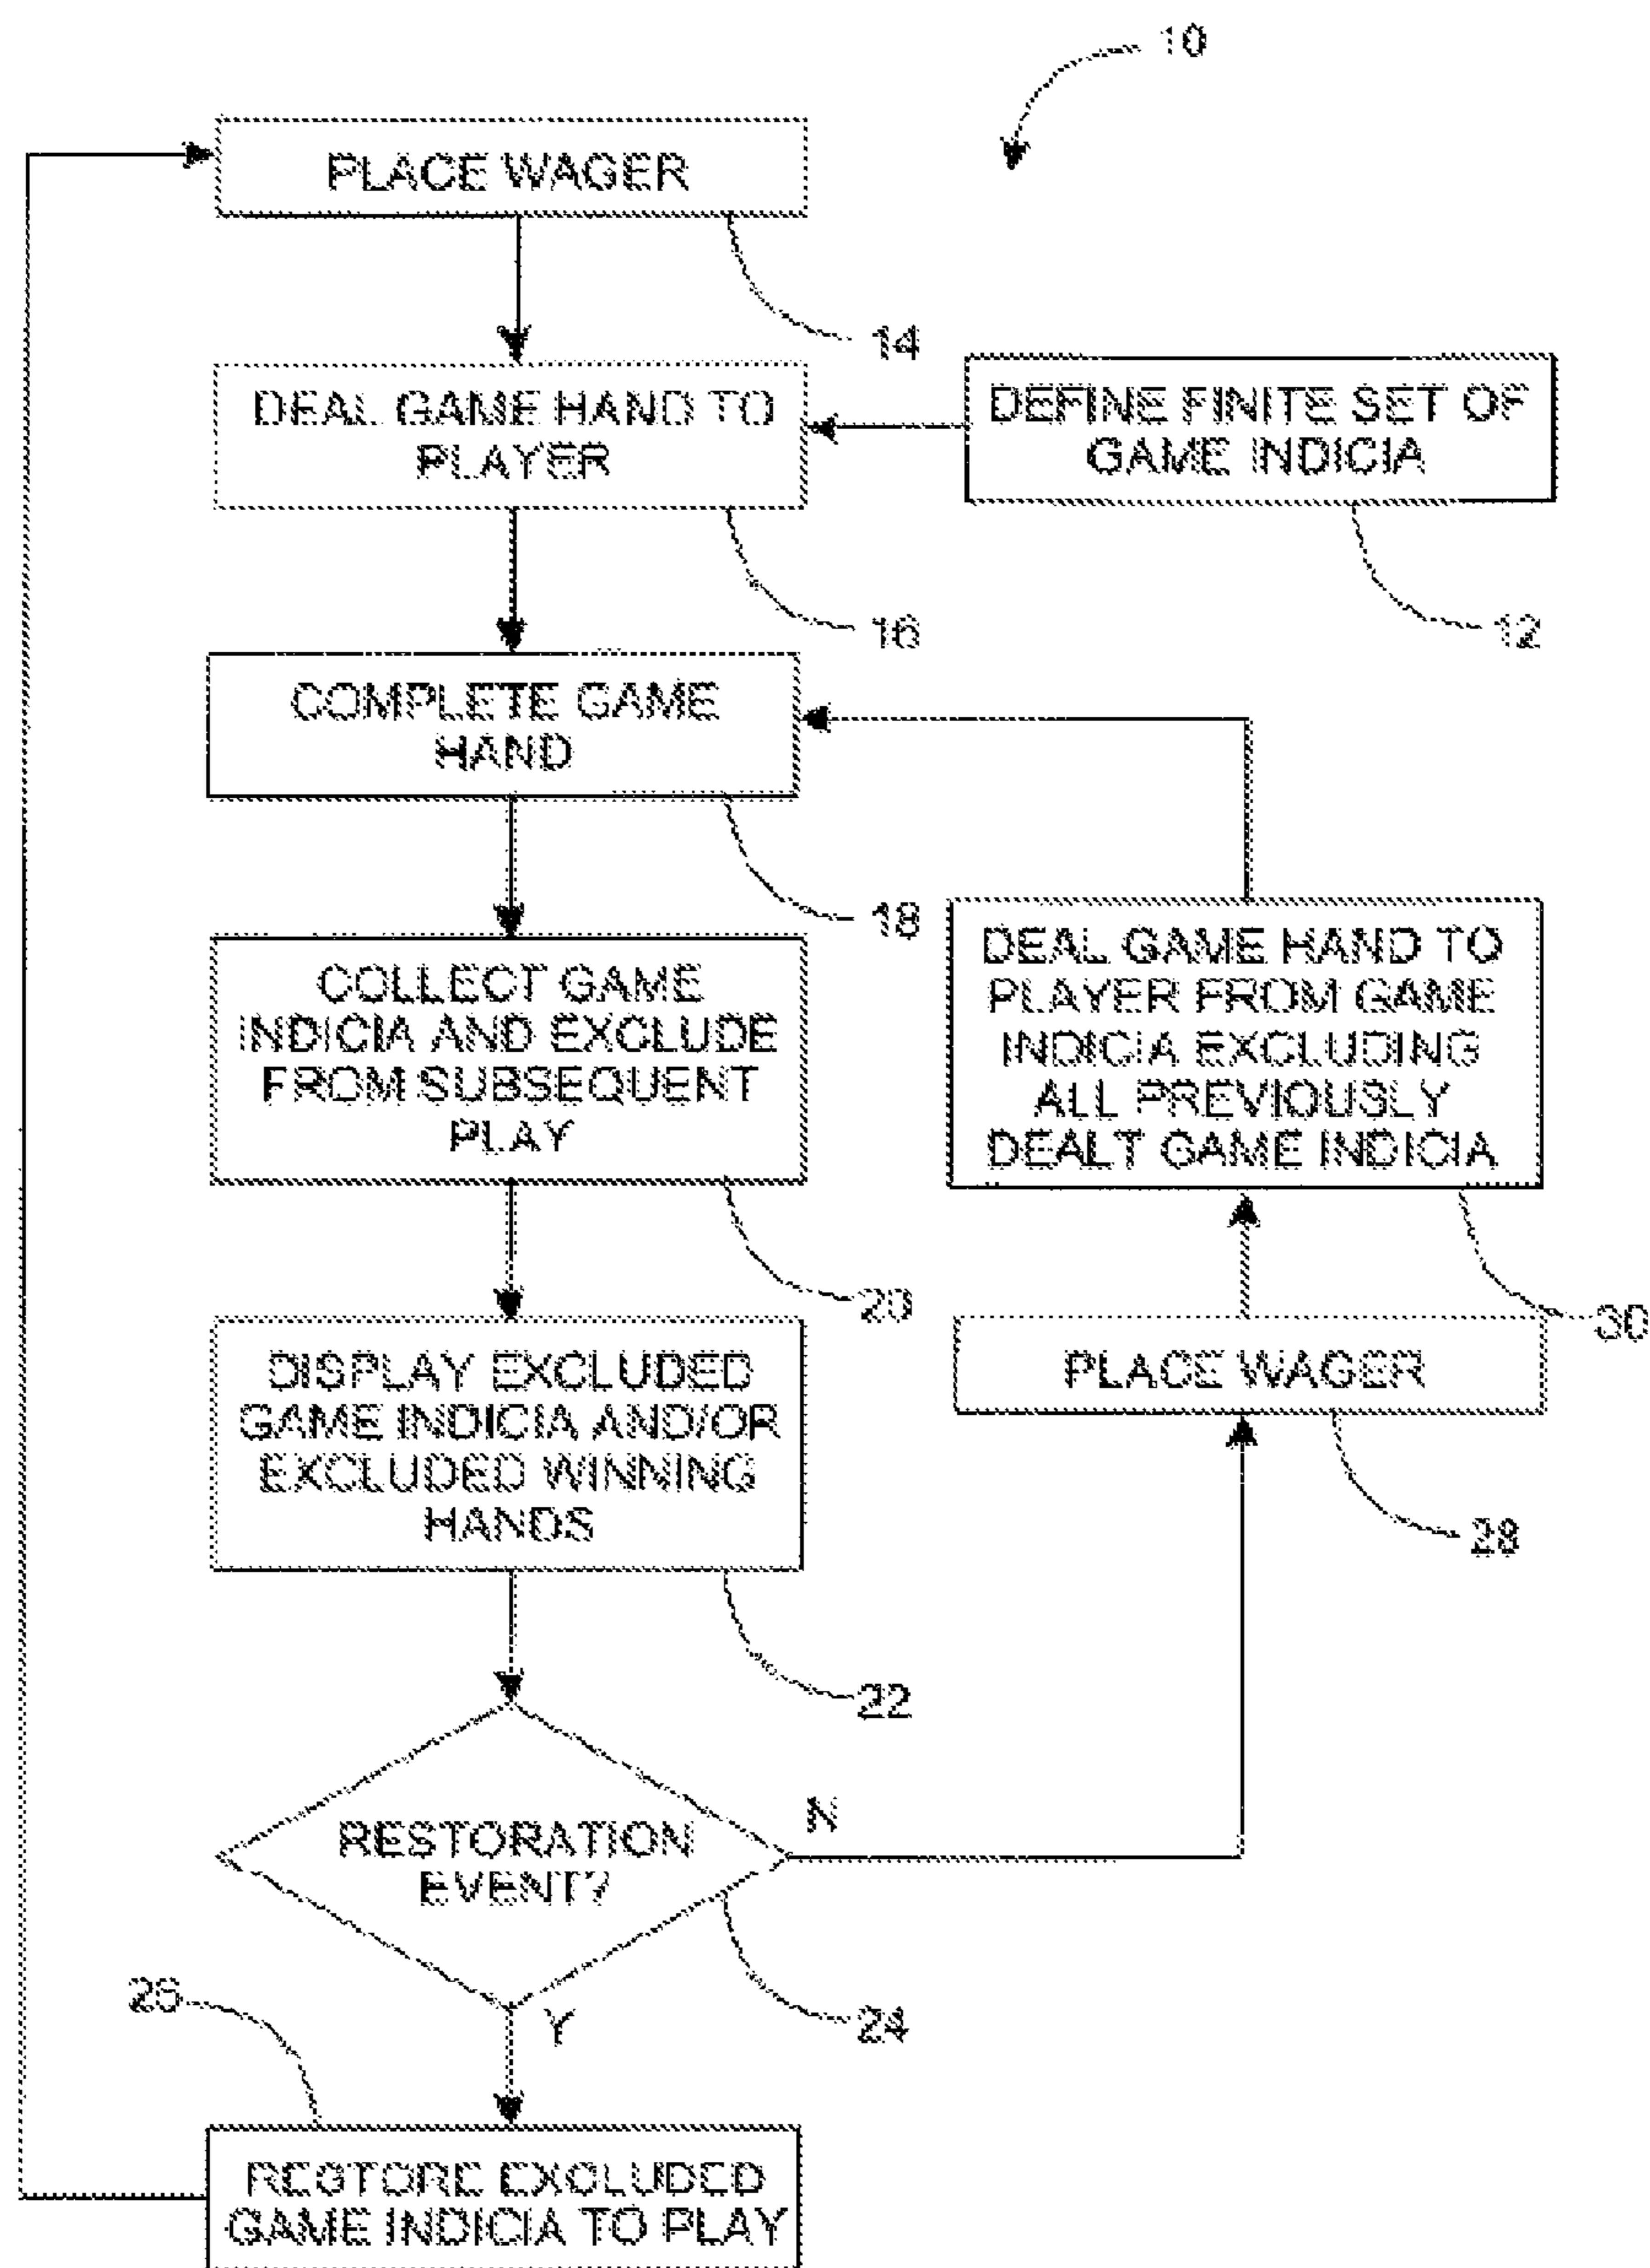 10
PLACE WAGER
14
DEAL GAME HAND TO
PLAYER
16
DEFINE FINITE SET OF
GAME INDICIA
12
COMPLETE GAME
HAND
18
COLLECT GAME
INDICIA AND EXCLUDE
FROM SUBSEQUENT
PLAY
20
DEAL GAME HAND TO
PLAYER FROM GAME
INDICIA EXCLUDING
ALL PREVIOUSLY
DEALT GAME INDICIA
30
DISPLAY EXCLUDED
GAME INDICIA AND/OR
EXCLUDED WINNING
HANDS
22
PLACE WAGER
28
RESTORATION
EVENT?
N
Y
24
26
RESTORE EXCLUDED
GAME INDICIA TO PLAY